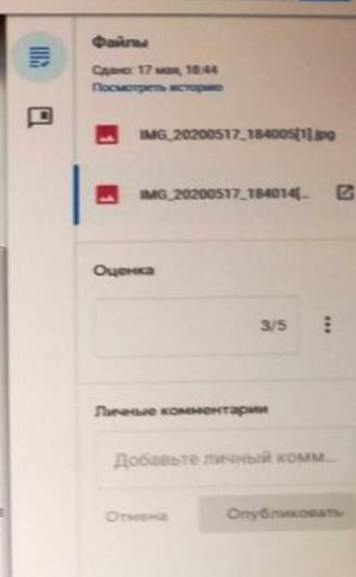 Файлы
Сдано: 17 мая, 18:44
Посмотреть историю
IMG_20200517_184005[1].jpg
IMG_20200517_184014[...
Оценка
3/5
Личные комментарии
Добавьте личный комм...
Отмена
Опубликовать